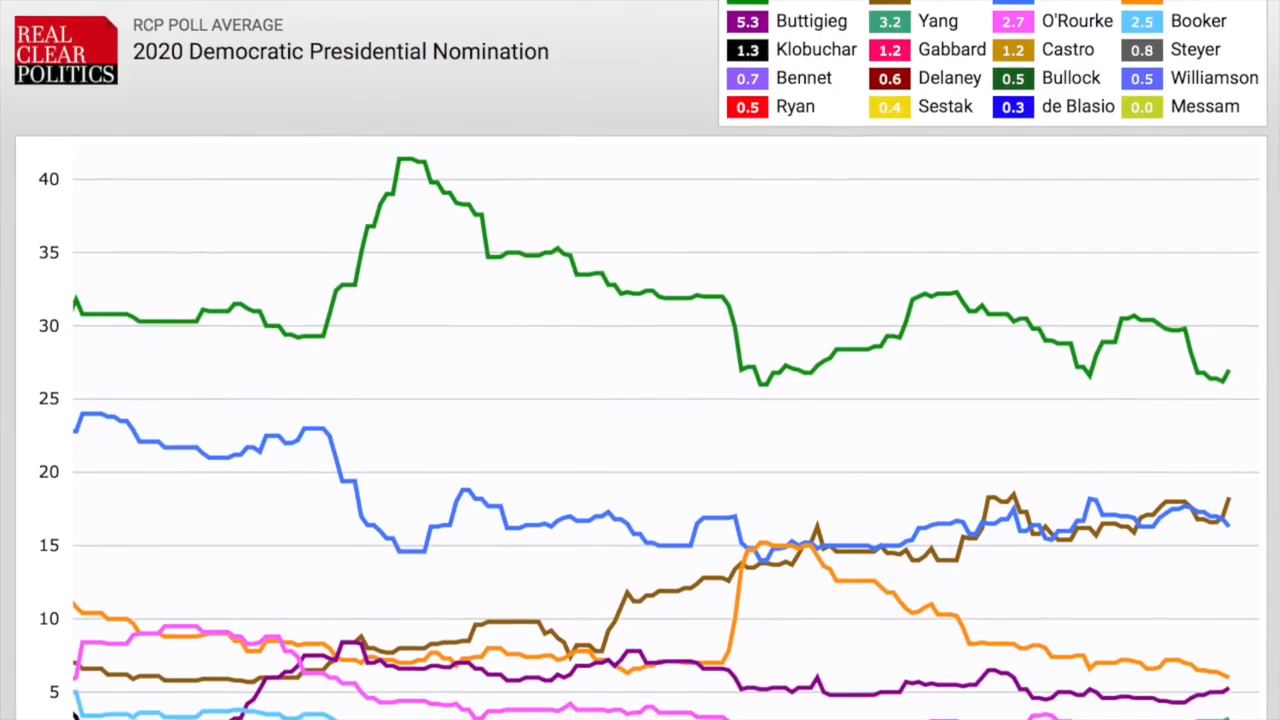 REAL
CLEAR
POLITICS
RCP POLL AVERAGE
2020 Democratic Presidential Nomination
5.3 Buttigieg 3.2 Yang 2.7 O'Rourke 2.5 Booker
1.3 Klobuchar 1.2 Gabbard 1.2 Castro 0.8 Steyer
0.7 Bennet 0.6 Delaney 0.5 Bullock 0.5 Williamson
0.5 Ryan 0.4 Sestak 0.3 de Blasio 0.0 Messam
40
35
30
25
20
15
10
5